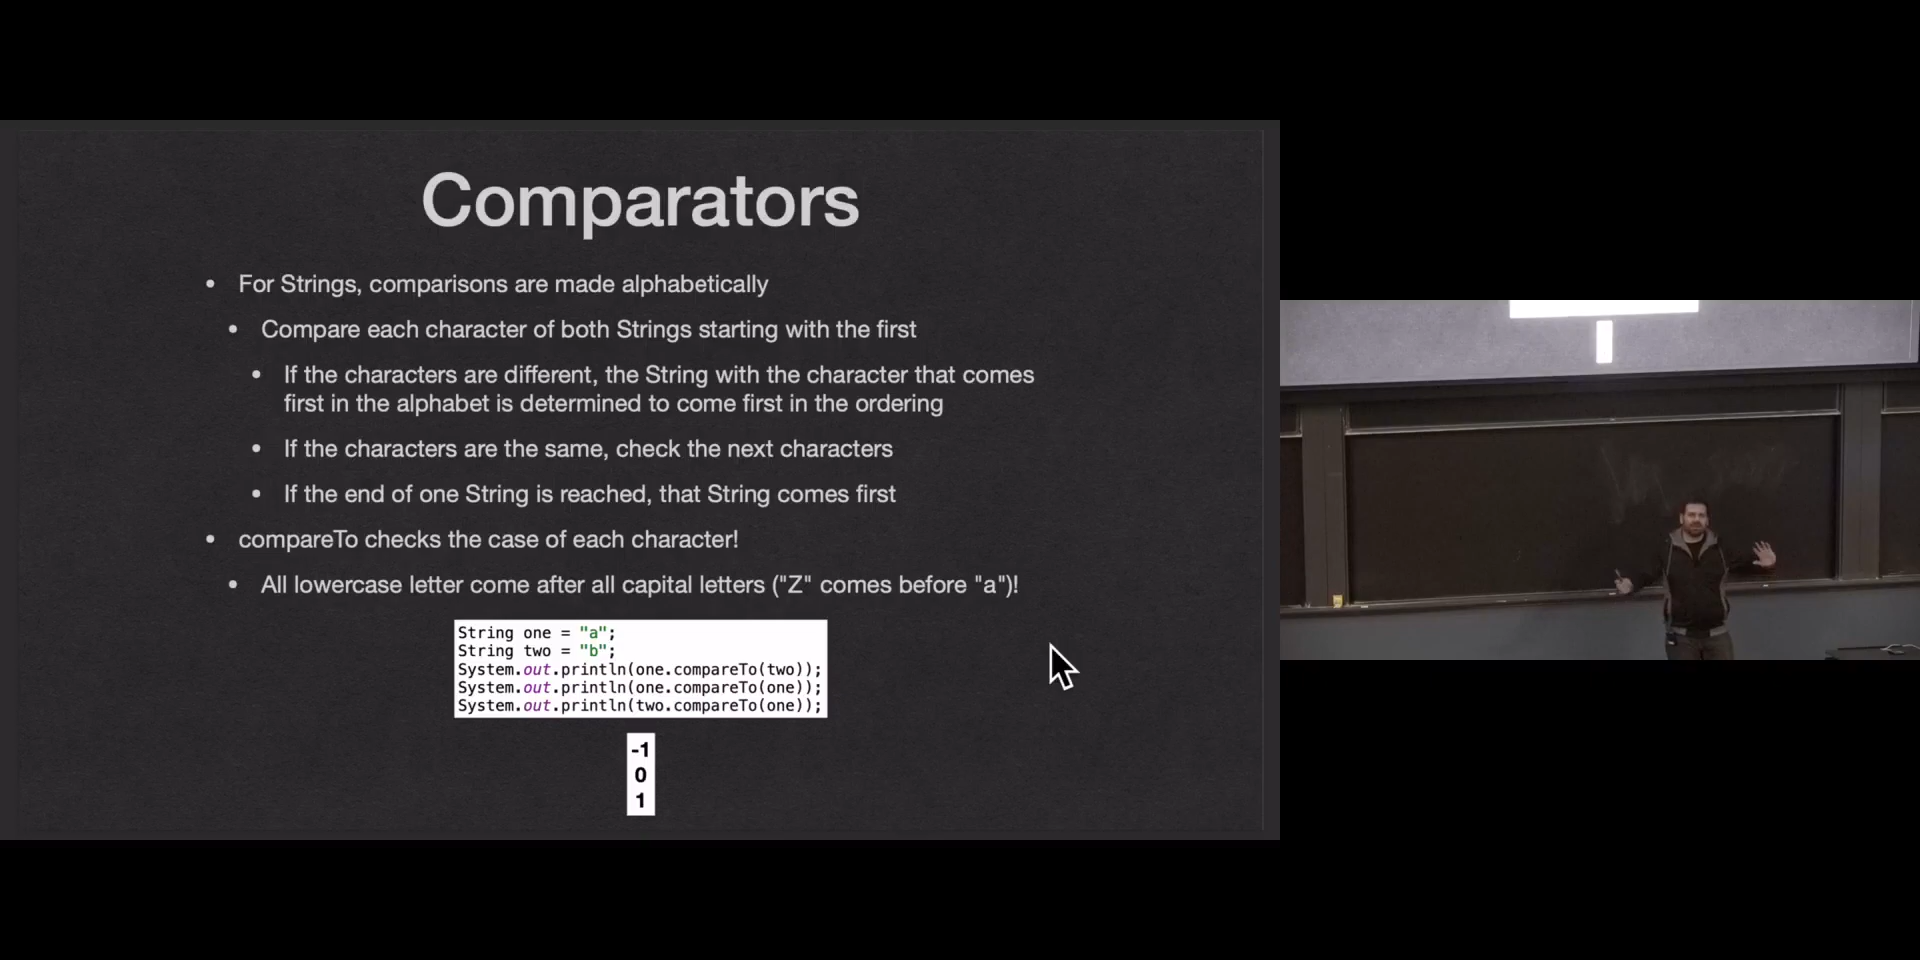 Comparators
• For Strings, comparisons are made alphabetically
• Compare each character of both Strings starting with the first
• If the characters are different, the String with the character that comes
first in the alphabet is determined to come first in the ordering
• If the characters are the same, check the next characters
• If the end of one String is reached, that String comes first
• compareTo checks the case of each character!
• All lowercase letter come after all capital letters ("Z" comes before "a")!
String one = "a";
String two = "b";
System.out.println(one.compareTo(two));
System.out.println(one.compareTo(one));
System.out.println(two.compareTo(one));
-1
0
1